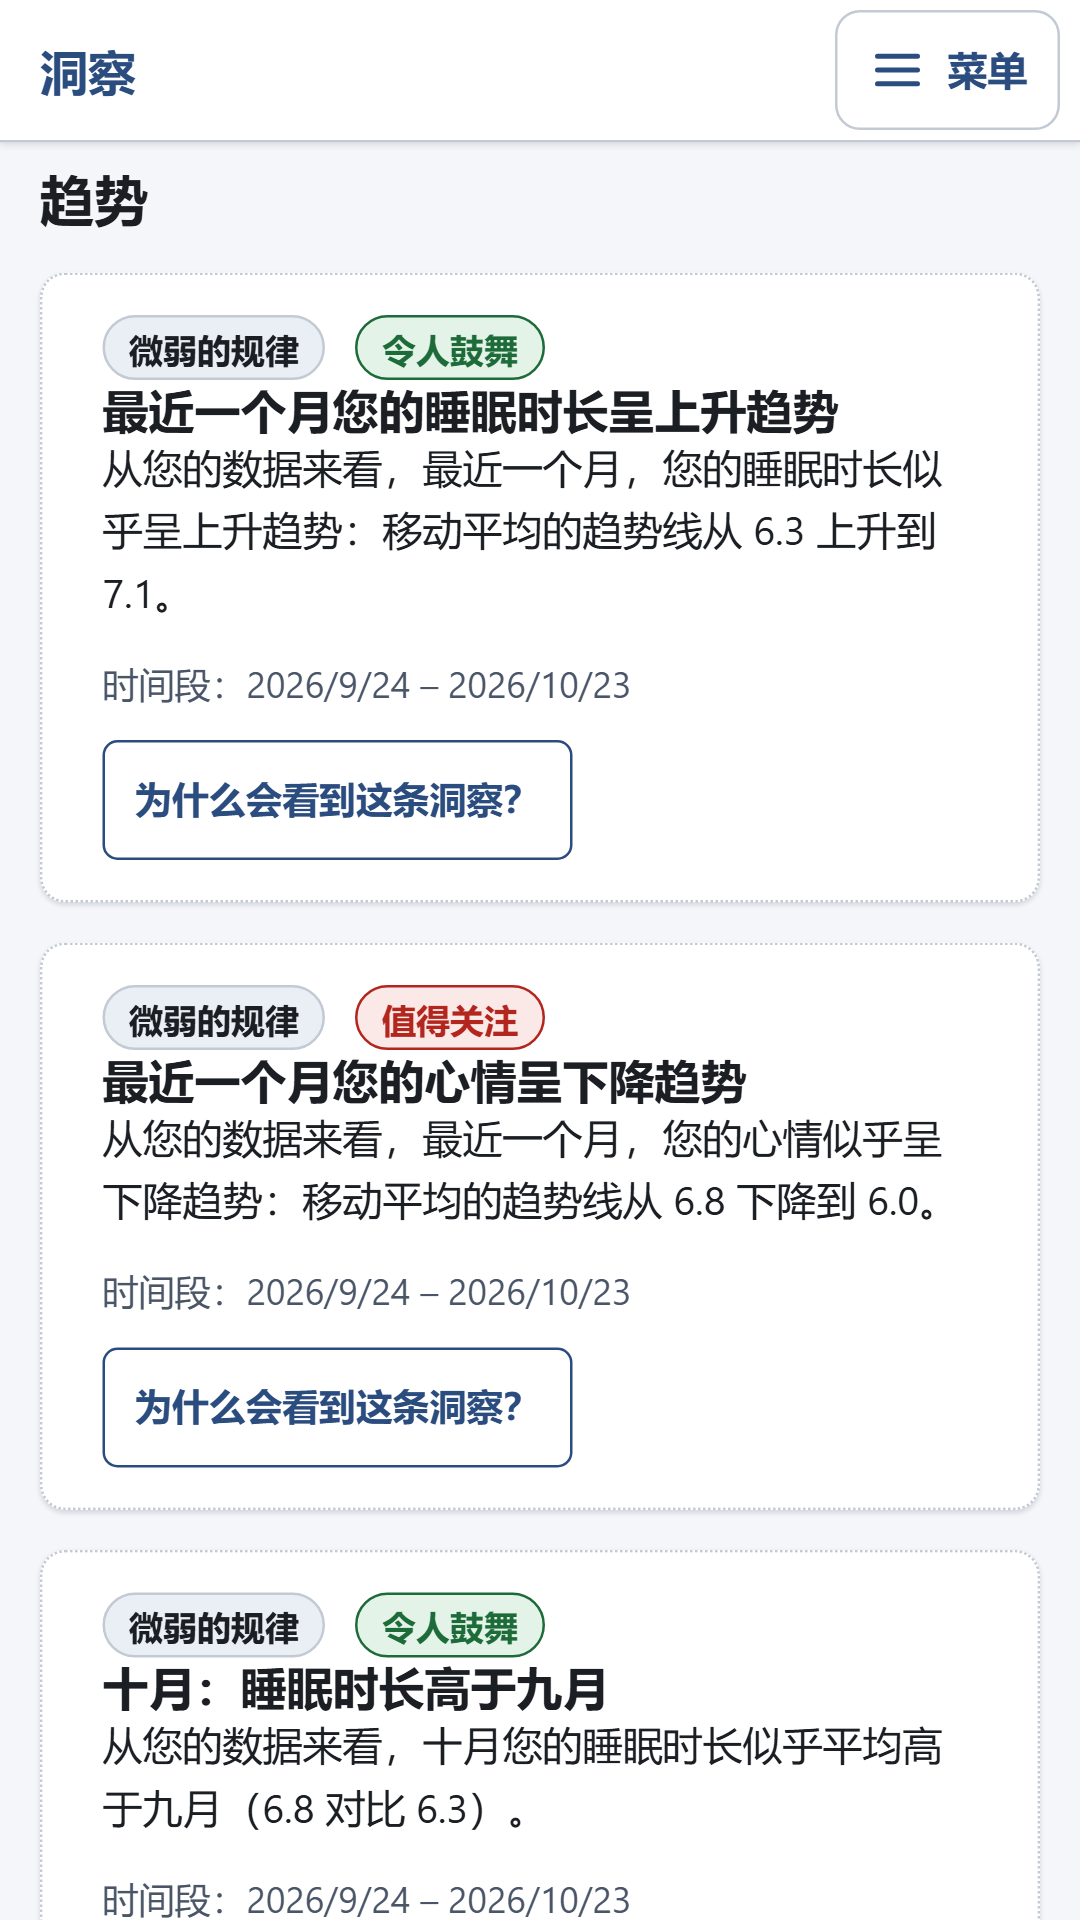 洞察
菜单
趋势
微弱的规律
令人鼓舞
最近一个月您的睡眠时长呈上升趋势
从您的数据来看，最近一个月，您的睡眠时长似
乎呈上升趋势：移动平均的趋势线从 6.3 上升到
7.1。
时间段：2026/9/24 – 2026/10/23
为什么会看到这条洞察？
微弱的规律
值得关注
最近一个月您的心情呈下降趋势
从您的数据来看，最近一个月，您的心情似乎呈
下降趋势：移动平均的趋势线从 6.8 下降到 6.0。
时间段：2026/9/24 – 2026/10/23
为什么会看到这条洞察？
微弱的规律
令人鼓舞
十月：睡眠时长高于九月
从您的数据来看，十月您的睡眠时长似乎平均高
于九月（6.8 对比 6.3）。
时间段：2026/9/24 – 2026/10/23